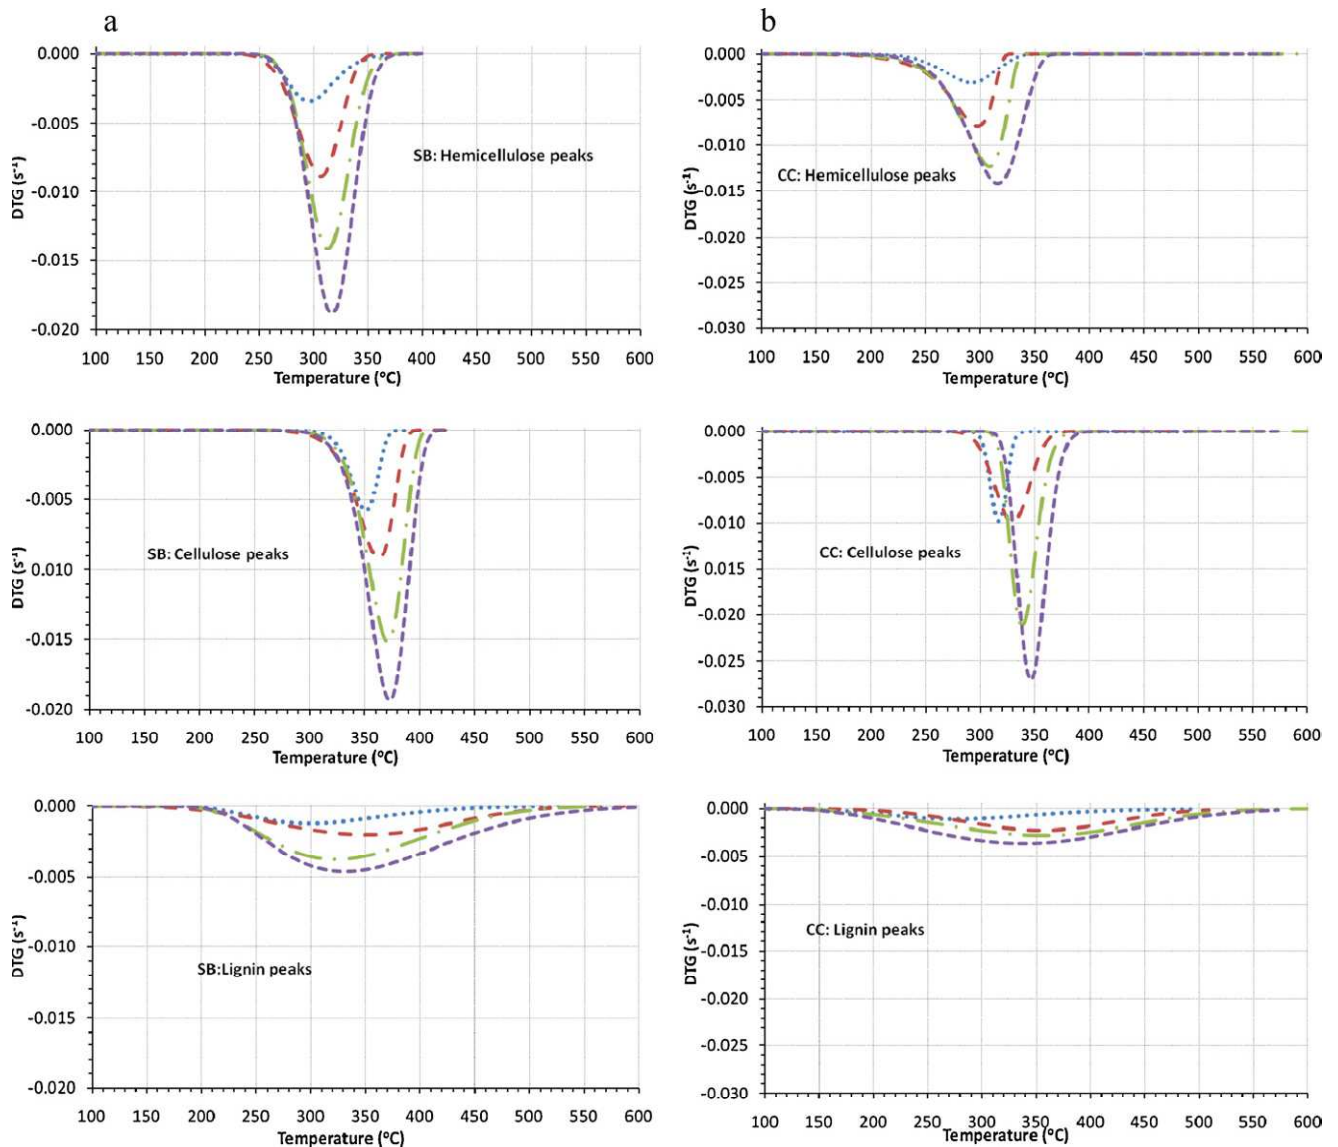 a
0.000
-0.005
-0.010
-0.015
-0.020
DTG (s⁻¹)
SB: Hemicellulose peaks
100 150 200 250 300 350 400 450 500 550 600
Temperature (°C)
b
0.000
-0.005
-0.010
-0.015
-0.020
-0.025
-0.030
DTG (s⁻¹)
CC: Hemicellulose peaks
100 150 200 250 300 350 400 450 500 550 600
Temperature (°C)
0.000
-0.005
-0.010
-0.015
-0.020
DTG (s⁻¹)
SB: Cellulose peaks
100 150 200 250 300 350 400 450 500 550 600
Temperature (°C)
0.000
-0.005
-0.010
-0.015
-0.020
-0.025
-0.030
DTG (s⁻¹)
CC: Cellulose peaks
100 150 200 250 300 350 400 450 500 550 600
Temperature (°C)
0.000
-0.005
-0.010
-0.015
-0.020
DTG (s⁻¹)
SB:Lignin peaks
100 150 200 250 300 350 400 450 500 550 600
Temperature (°C)
0.000
-0.005
-0.010
-0.015
-0.020
-0.025
-0.030
DTG (s⁻¹)
CC: Lignin peaks
100 150 200 250 300 350 400 450 500 550 600
Temperature (°C)